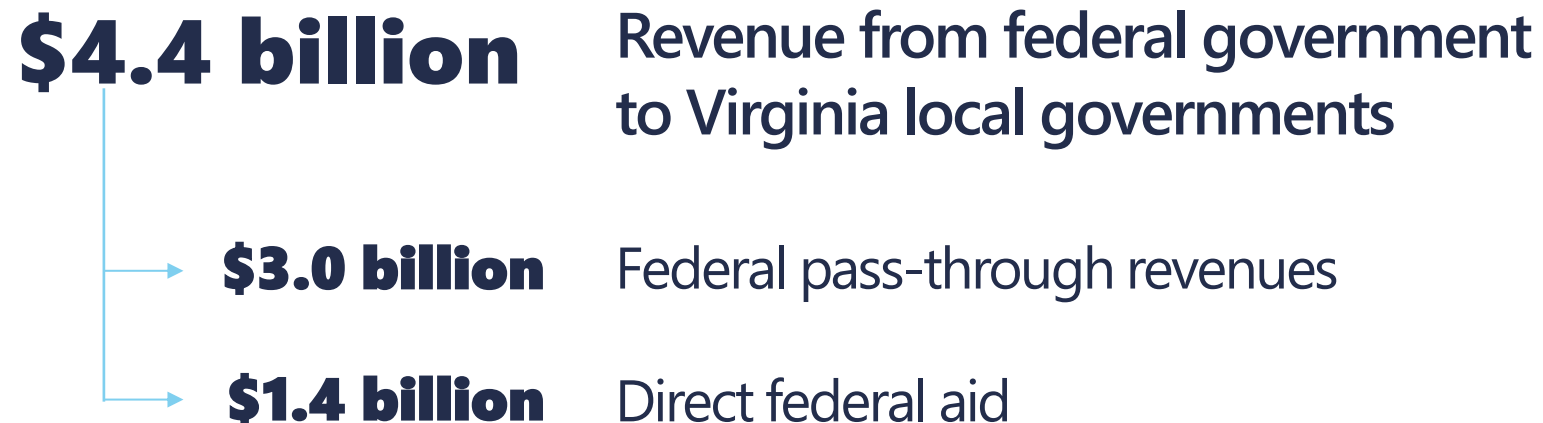 $4.4 billion
Revenue from federal government
to Virginia local governments
$3.0 billion
Federal pass-through revenues
$1.4 billion
Direct federal aid